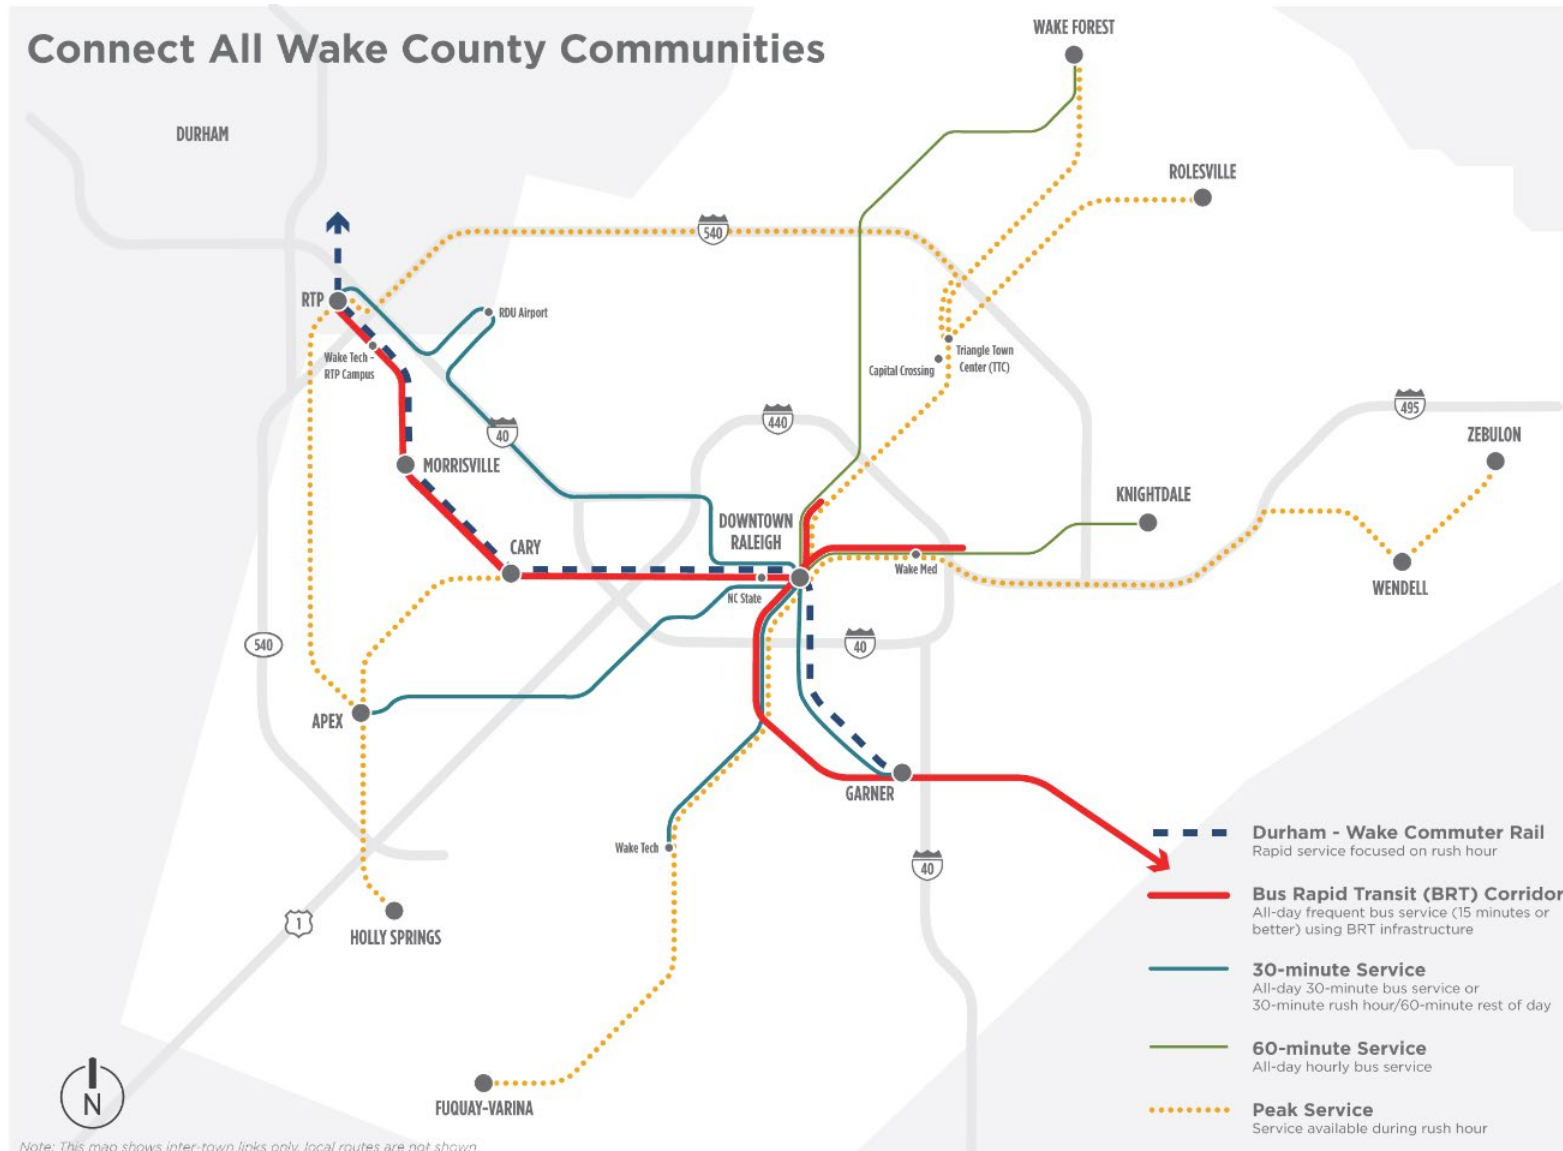 Connect All Wake County Communities
WAKE FOREST
DURHAM
ROLESVILLE
540
RTP
RDU Airport
Wake Tech -
RTP Campus
Triangle Town
Center (TTC)
Capital Crossing
495
440
40
ZEBULON
MORRISVILLE
KNIGHTDALE
DOWNTOWN
RALEIGH
CARY
Wake Med
WENDELL
NC State
540
40
APEX
GARNER
Wake Tech
40
1
HOLLY SPRINGS
FUQUAY-VARINA
N
Durham - Wake Commuter Rail
Rapid service focused on rush hour
Bus Rapid Transit (BRT) Corridor
All-day frequent bus service (15 minutes or
better) using BRT infrastructure
30-minute Service
All-day 30-minute bus service or
30-minute rush hour/60-minute rest of day
60-minute Service
All-day hourly bus service
Peak Service
Service available during rush hour
Note: This map shows inter-town links only, local routes are not shown